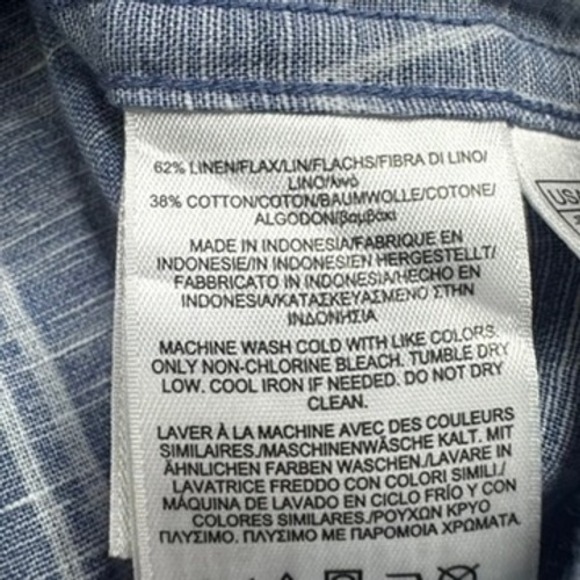 62% LINEN/FLAX/LIN/FLACHS/FIBRA DI LINO/
LINO/λινό
38% COTTON/COTON/BAUMWOLLE/COTONE/
ALGODON/βαμβάκι
MADE IN INDONESIA/FABRIQUE EN
INDONESIE/IN INDONESIEN HERGESTELLT/
FABBRICATO IN INDONESIA/HECHO EN
INDONESIA/ΚΑΤΑΣΚΕΥΑΣΜΕΝΟ ΣΤΗΝ
ΙΝΔΟΝΗΣΙΑ
MACHINE WASH COLD WITH LIKE COLORS.
ONLY NON-CHLORINE BLEACH. TUMBLE DRY
LOW. COOL IRON IF NEEDED. DO NOT DRY
CLEAN.
LAVER À LA MACHINE AVEC DES COULEURS
SIMILAIRES./MASCHINENWÄSCHE KALT. MIT
ÄHNLICHEN FARBEN WASCHEN./LAVARE IN
LAVATRICE FREDDO CON COLORI SIMILI./
MÁQUINA DE LAVADO EN CICLO FRÍO Y CON
COLORES SIMILARES./ΡΟΥΧΩΝ ΚΡΥΟ
ΠΛΥΣΙΜΟ. ΠΛΥΣΙΜΟ ΜΕ ΠΑΡΟΜΟΙΑ ΧΡΩΜΑΤΑ.
USA